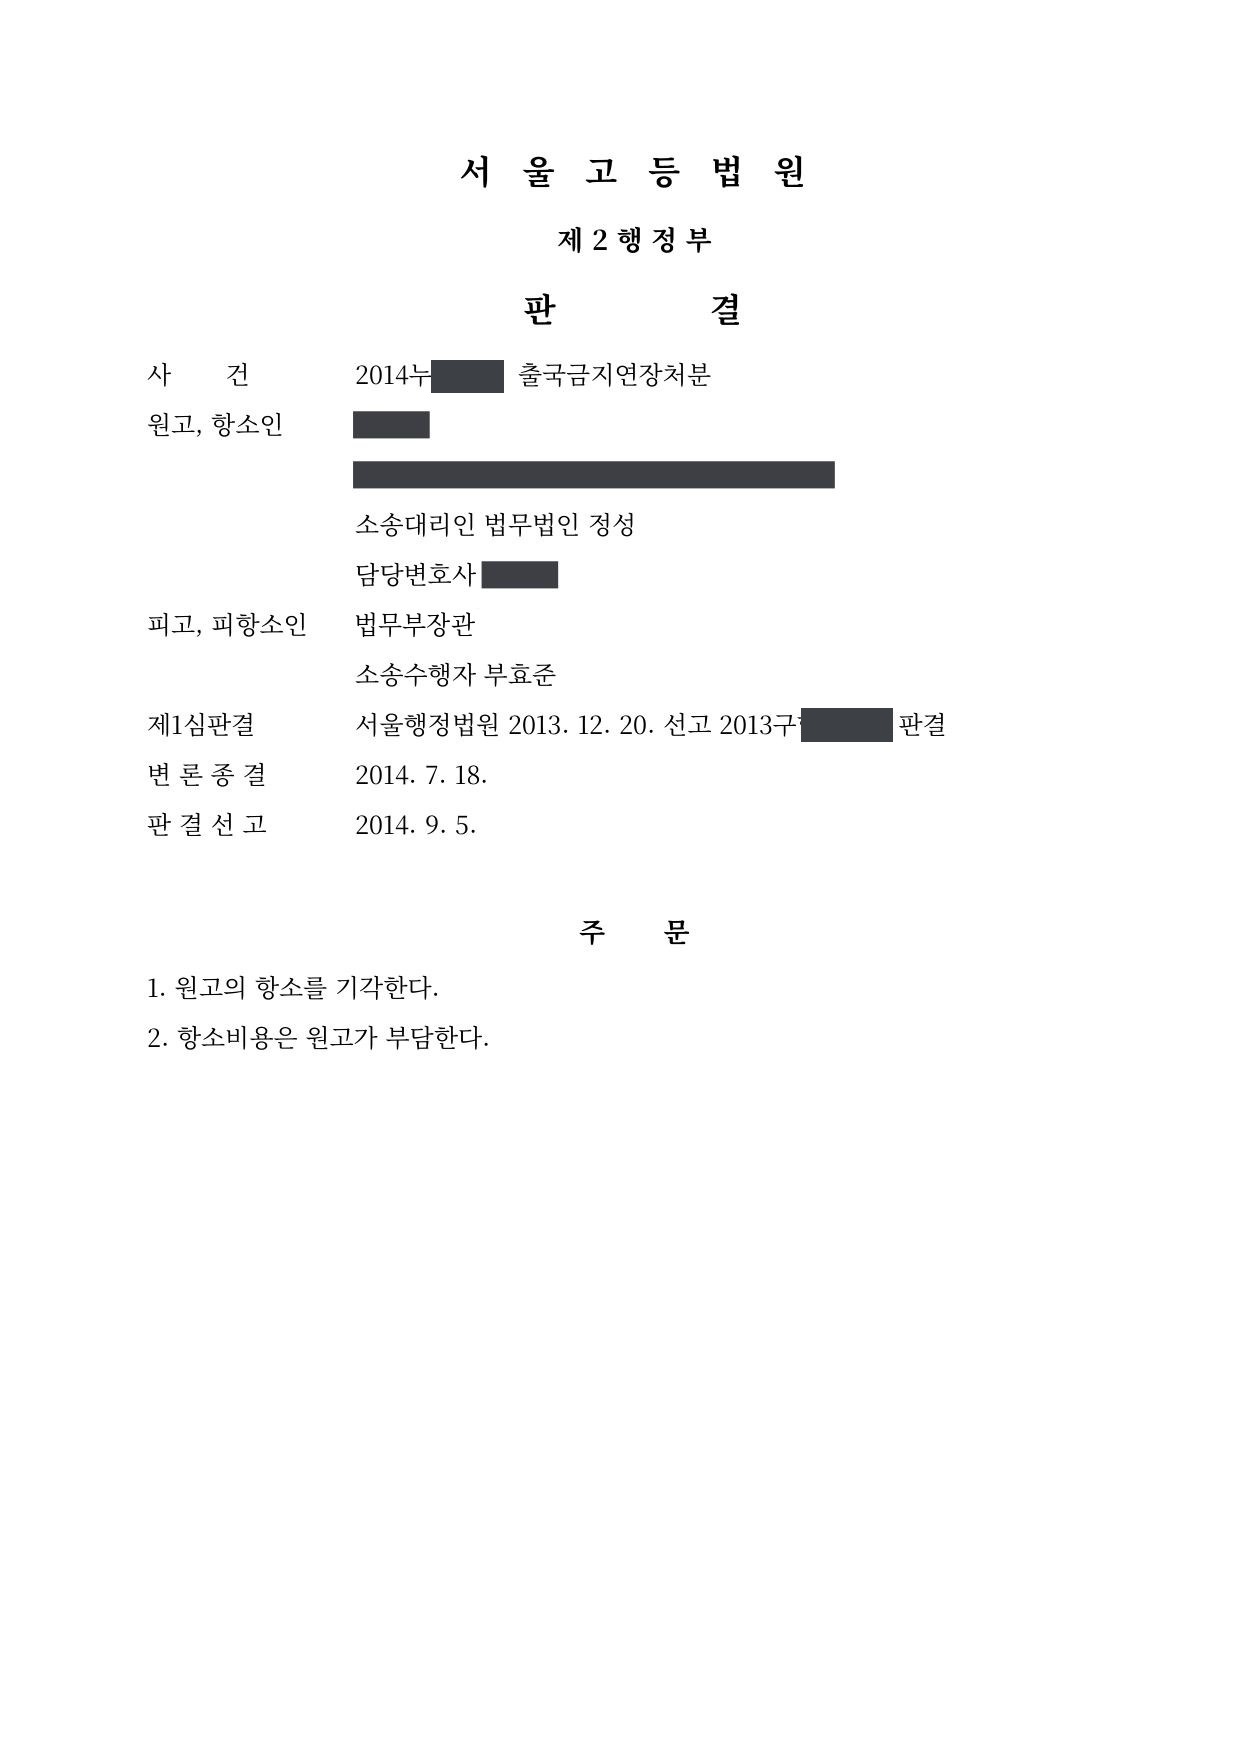 서 울 고 등 법 원
제 2 행 정 부
판 결
사 건 2014누 출국금지연장처분
원고, 항소인
소송대리인 법무법인 정성
담당변호사
피고, 피항소인 법무부장관
소송수행자 부효준
제1심판결 서울행정법원 2013. 12. 20. 선고 2013구 판결
변 론 종 결 2014. 7. 18.
판 결 선 고 2014. 9. 5.
주 문
1. 원고의 항소를 기각한다.
2. 항소비용은 원고가 부담한다.